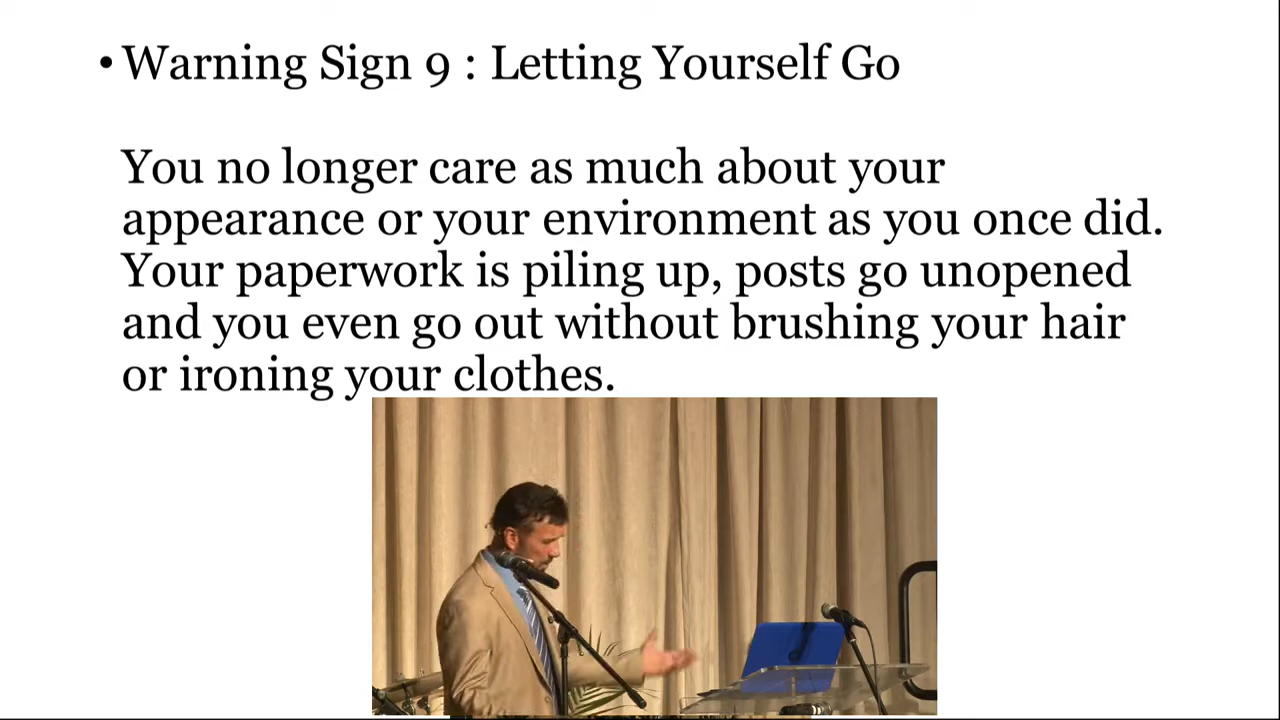 • Warning Sign 9 : Letting Yourself Go
You no longer care as much about your
appearance or your environment as you once did.
Your paperwork is piling up, posts go unopened
and you even go out without brushing your hair
or ironing your clothes.